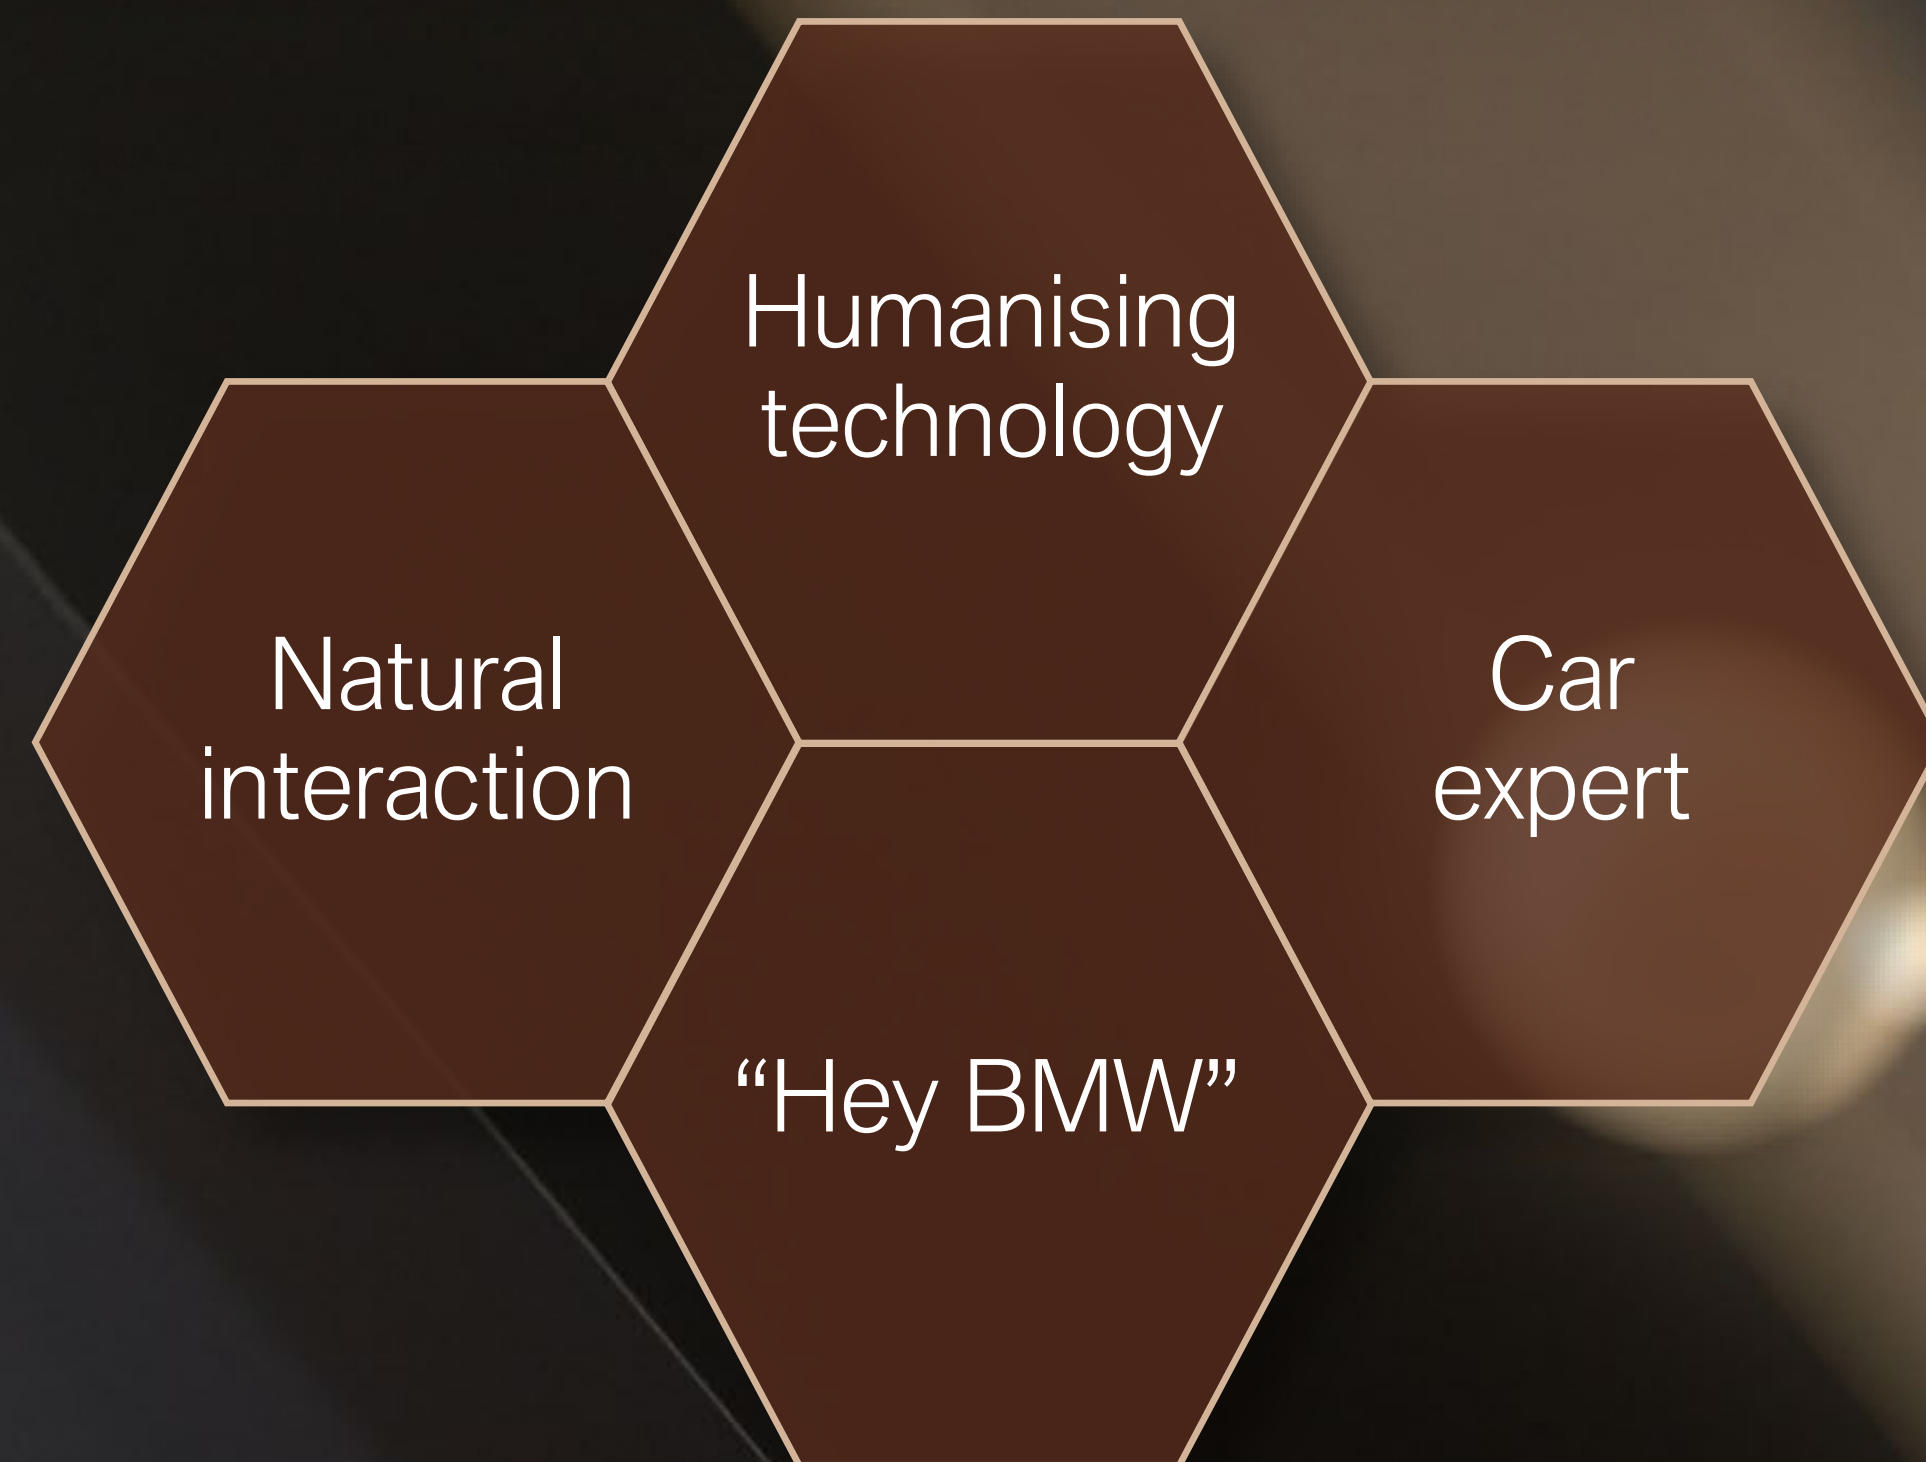 Humanising
technology
Natural
interaction
Car
expert
“Hey BMW”